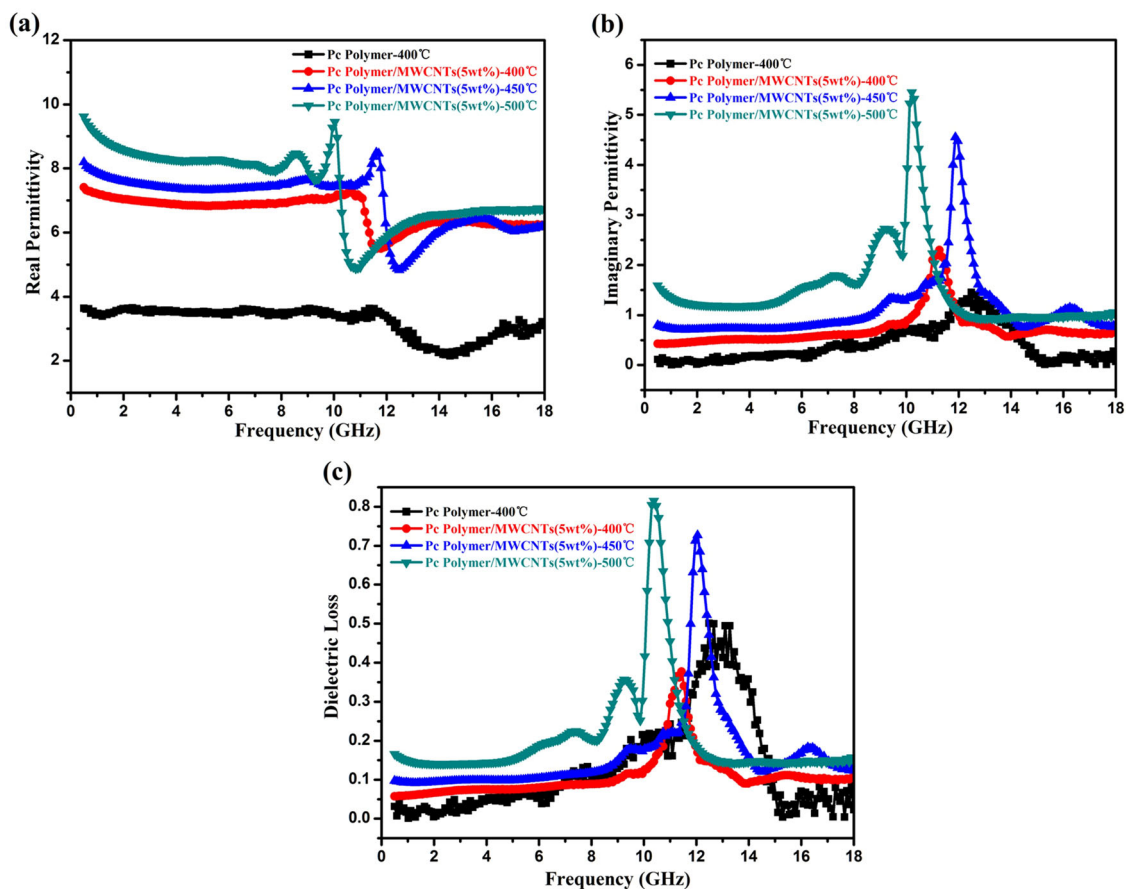 (a)
12
10
8
6
4
2
Real Permittivity
0 2 4 6 8 10 12 14 16 18
Frequency (GHz)
Pc Polymer-400℃
Pc Polymer/MWCNTs(5wt%)-400℃
Pc Polymer/MWCNTs(5wt%)-450℃
Pc Polymer/MWCNTs(5wt%)-500℃
(b)
6
5
4
3
2
1
0
Imaginary Permittivity
0 2 4 6 8 10 12 14 16 18
Frequency (GHz)
Pc Polymer-400℃
Pc Polymer/MWCNTs(5wt%)-400℃
Pc Polymer/MWCNTs(5wt%)-450℃
Pc Polymer/MWCNTs(5wt%)-500℃
(c)
0.8
0.7
0.6
0.5
0.4
0.3
0.2
0.1
0.0
Dielectric Loss
0 2 4 6 8 10 12 14 16 18
Frequency (GHz)
Pc Polymer-400℃
Pc Polymer/MWCNTs(5wt%)-400℃
Pc Polymer/MWCNTs(5wt%)-450℃
Pc Polymer/MWCNTs(5wt%)-500℃